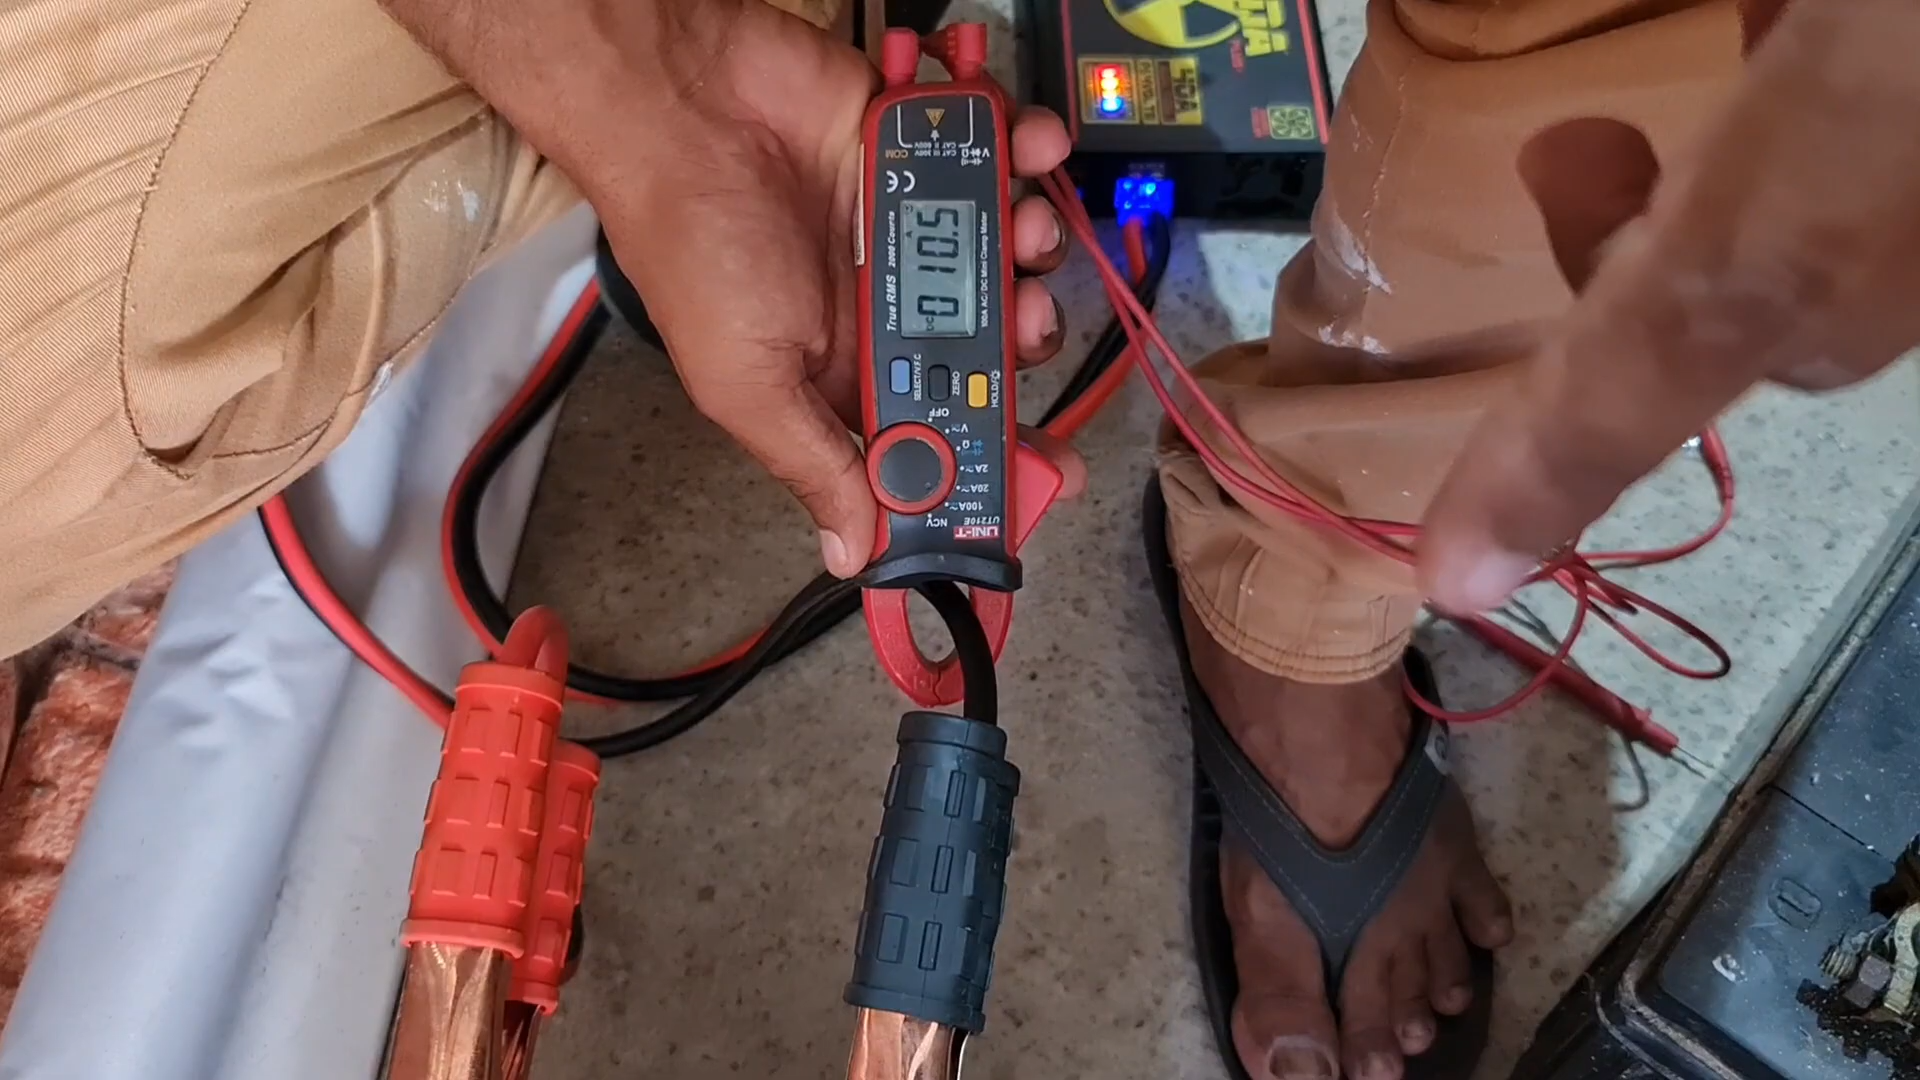 CAT III 300V
CAT II 600V
COM
CE
True RMS 2000 Counts
100A AC/DC Mini Clamp Meter
DC
A
010.5
SELECT/V.F.C
ZERO
HOLD
OFF
V
Ω
2A
20A
100A
NCV
UNI-T
UT210E
40A